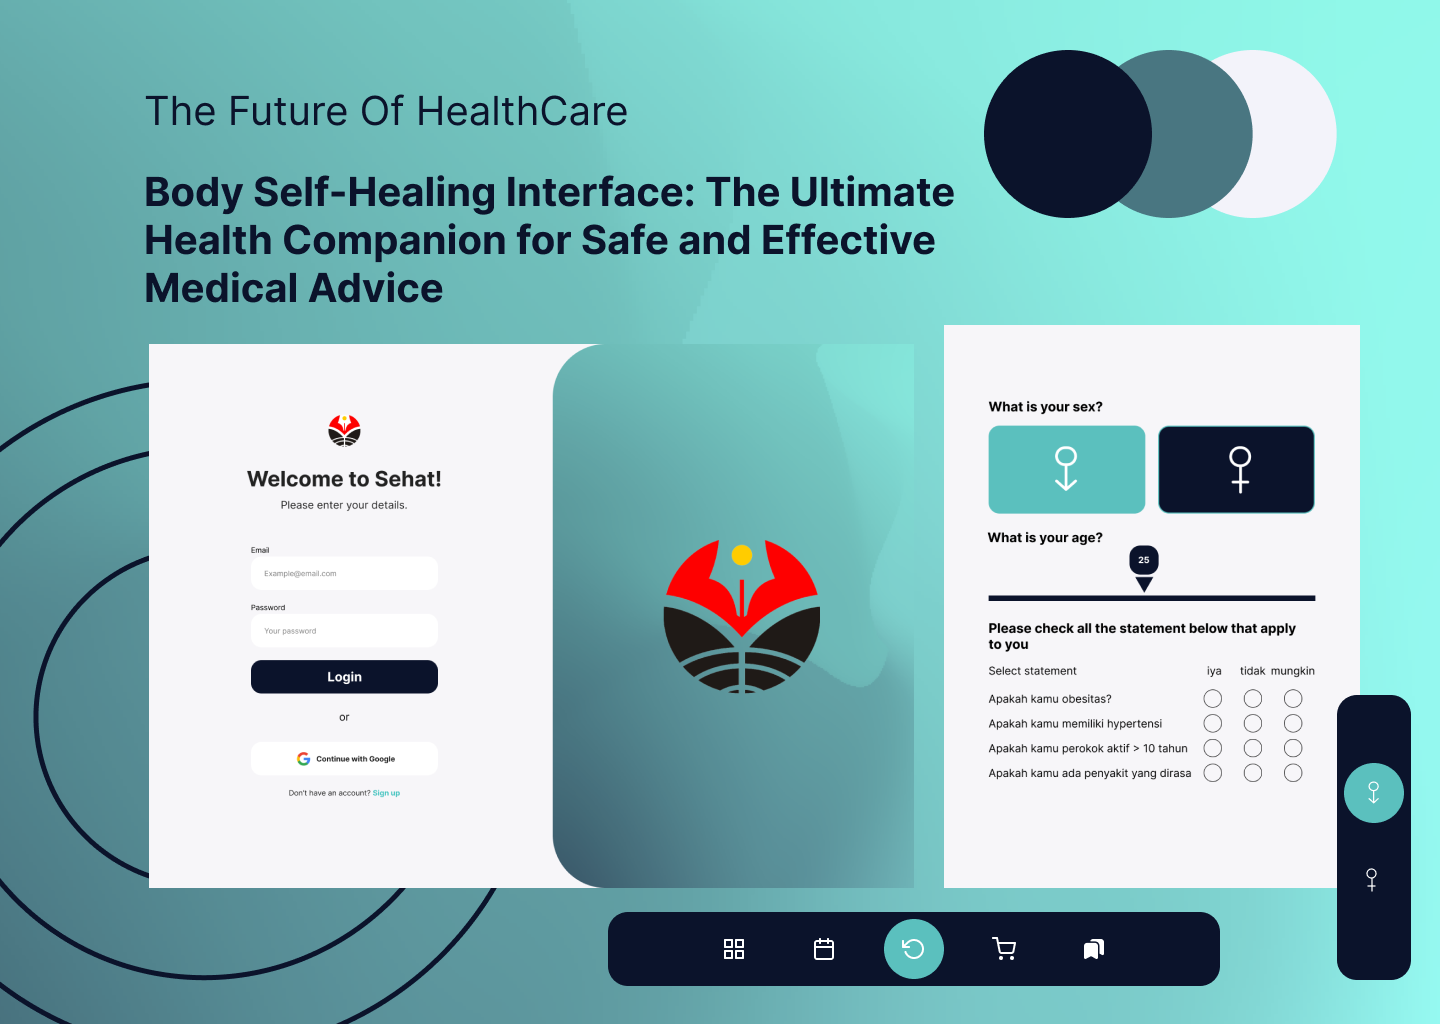 The Future Of HealthCare
Body Self-Healing Interface: The Ultimate
Health Companion for Safe and Effective
Medical Advice
Welcome to Sehat!
Please enter your details.
Email
Example@email.com
Password
Your password
Login
or
Continue with Google
Don't have an account? Sign up
What is your sex?
What is your age?
25
Please check all the statement below that apply
to you
Select statement iya tidak mungkin
Apakah kamu obesitas?
Apakah kamu memiliki hypertensi
Apakah kamu perokok aktif > 10 tahun
Apakah kamu ada penyakit yang dirasa